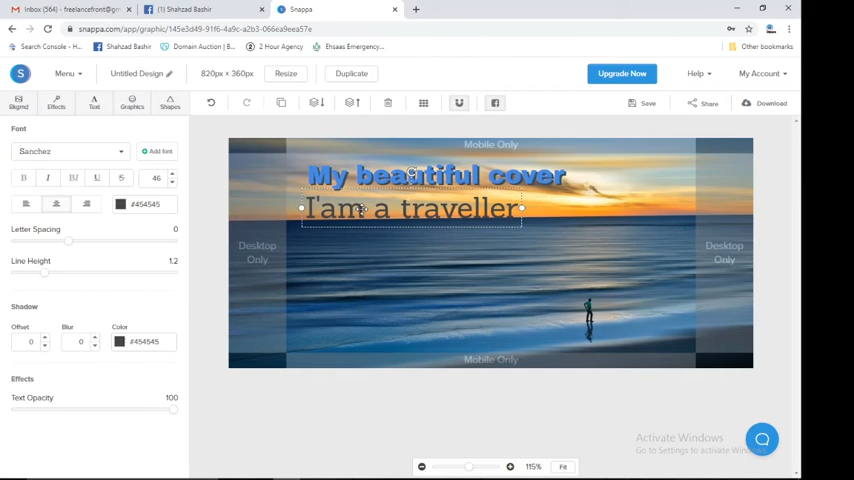 Inbox (564) - freelancefront@gm
(1) Shahzad Bashir
Snappa
snappa.com/app/graphic/145e3d49-91f6-4a9c-a2b3-066ea9eea57e
Search Console - H
Shahzad Bashir
Domain Auction | B
2 Hour Agency
Ehsaas Emergency...
Other bookmarks
S
Menu
Untitled Design
820px × 360px
Resize
Duplicate
Upgrade Now
Help
My Account
Bkgrnd
Effects
Text
Graphics
Shapes
Save
Share
Download
Font
Sanchez
Add font
B I BI U S 46
#454545
Letter Spacing 0
Line Height 1.2
Shadow
Offset Blur Color
0 0 #454545
Effects
Text Opacity 100
Mobile Only
My beautiful cover
I'am a traveller
Desktop
Only
Desktop
Only
Mobile Only
Activate Windows
Go to Settings to activate Windo
115%
Fit